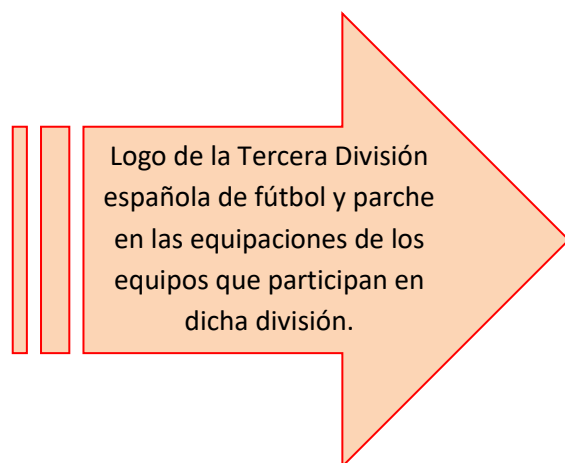 Logo de la Tercera División
española de fútbol y parche
en las equipaciones de los
equipos que participan en
dicha división.